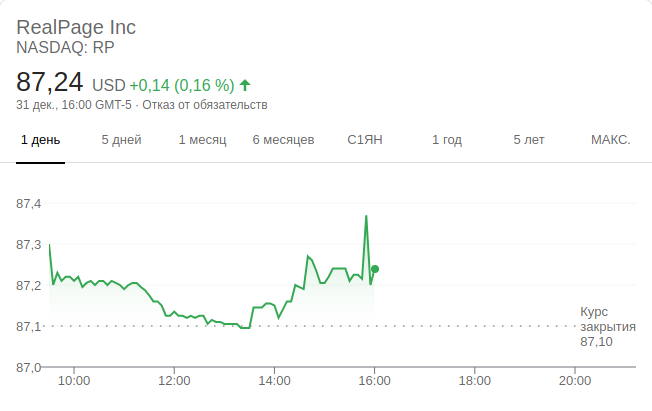 RealPage Inc
NASDAQ: RP
87,24 USD +0,14 (0,16 %) ↑
31 дек., 16:00 GMT-5 · Отказ от обязательств
1 день 5 дней 1 месяц 6 месяцев С1ЯН 1 год 5 лет МАКС.
87,4
87,3
87,2
87,1
87,0
Курс
закрытия
87,10
10:00 12:00 14:00 16:00 18:00 20:00